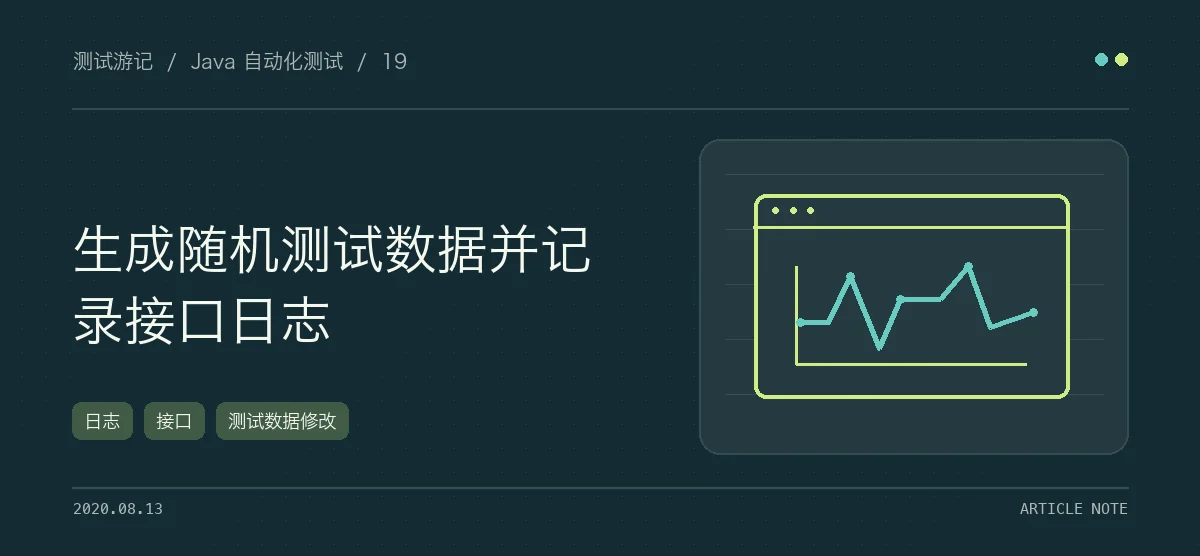 测试游记 / Java 自动化测试 / 19
生成随机测试数据并记
录接口日志
日志 接口 测试数据修改
2020.08.13
ARTICLE NOTE